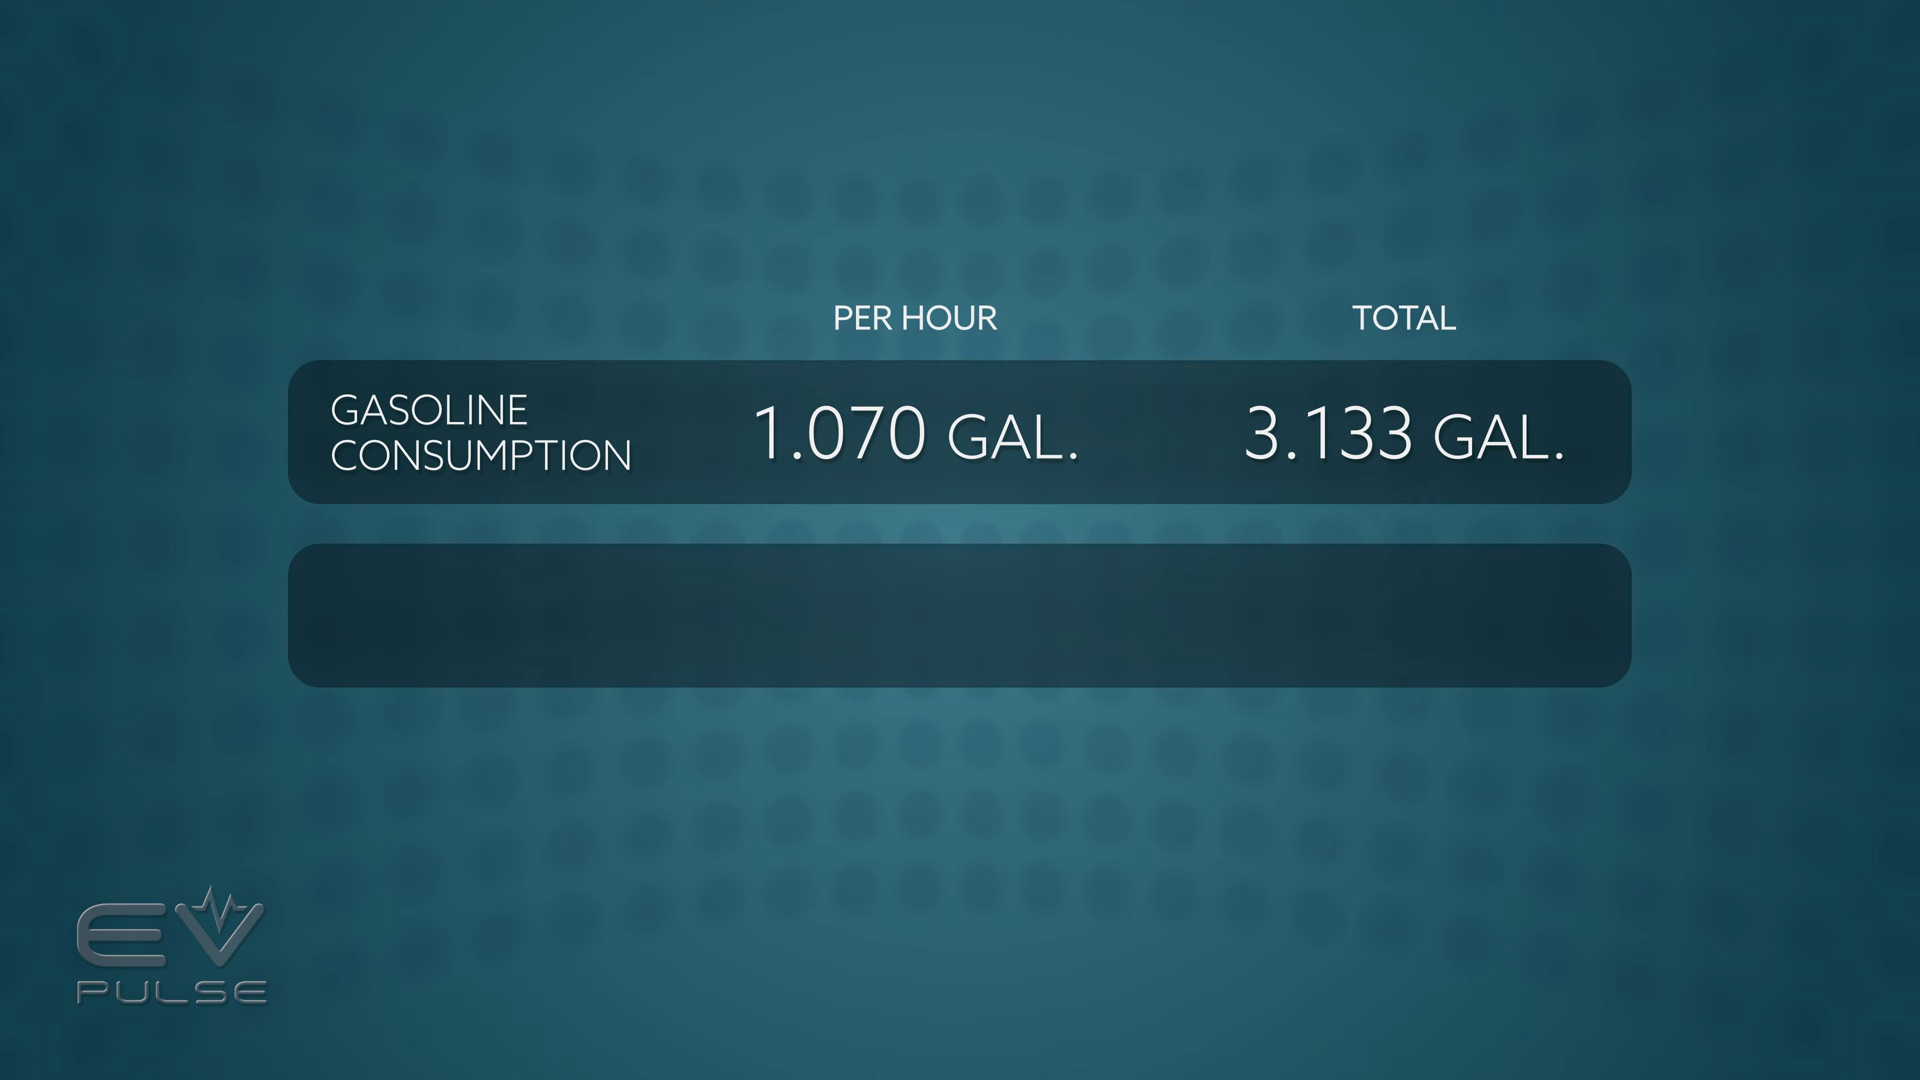 PER HOUR TOTAL
GASOLINE
CONSUMPTION 1.070 GAL. 3.133 GAL.
EV
PULSE